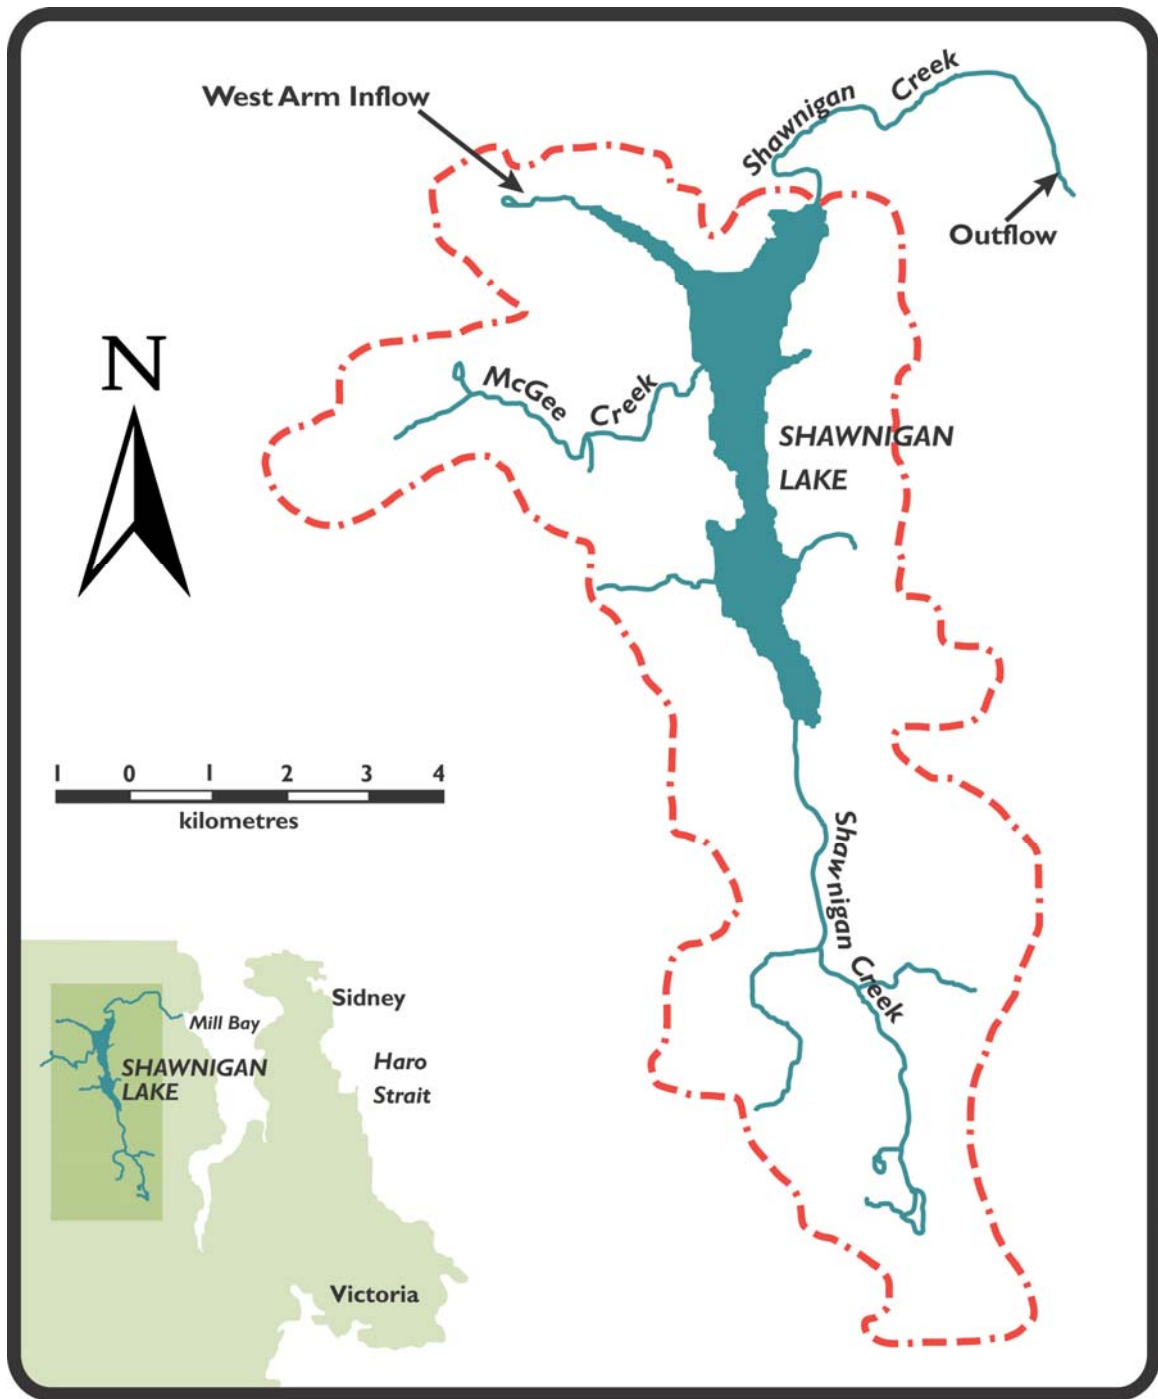 West Arm Inflow
Shawnigan Creek
Outflow
N
McGee Creek
SHAWNIGAN
LAKE
1 0 1 2 3 4
kilometres
Shawnigan Creek
Sidney
Mill Bay
SHAWNIGAN
LAKE
Haro
Strait
Victoria